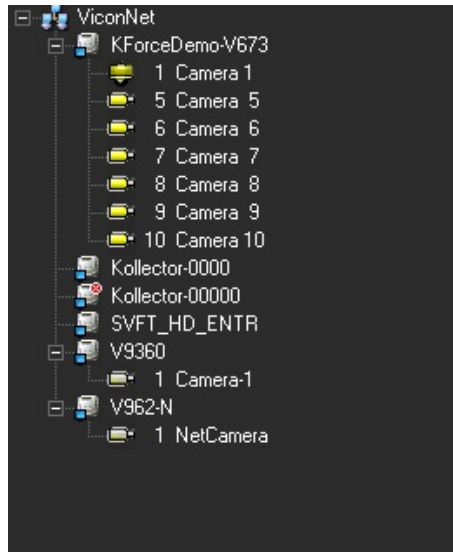 ViconNet
KForceDemo-V673
1 Camera 1
5 Camera 5
6 Camera 6
7 Camera 7
8 Camera 8
9 Camera 9
10 Camera 10
Kollector-0000
Kollector-00000
SVFT_HD_ENTR
V9360
1 Camera-1
V962-N
1 NetCamera